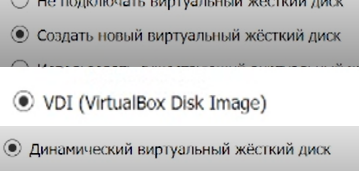 Не подключать виртуальный жёсткий диск
Создать новый виртуальный жёсткий диск
VDI (VirtualBox Disk Image)
Динамический виртуальный жёсткий диск